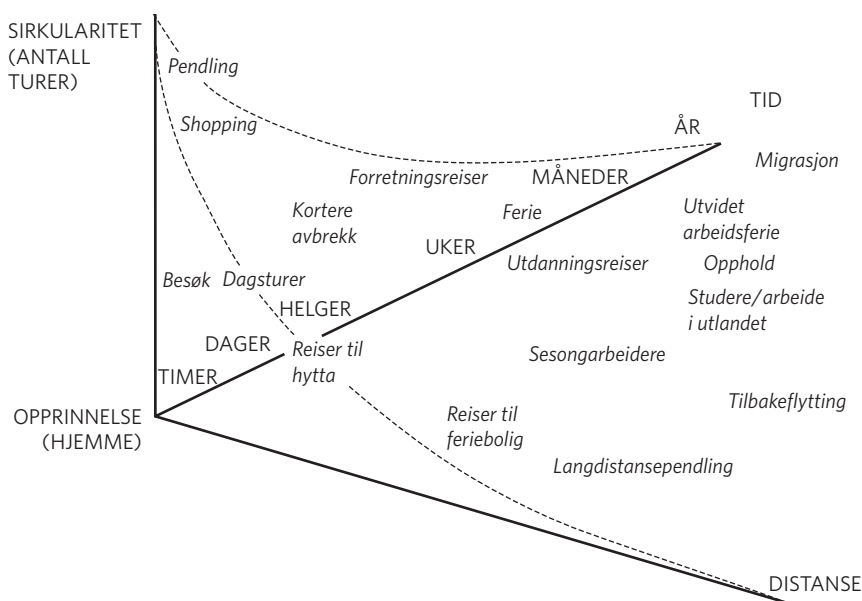 SIRKULARITET
(ANTALL
TURER)
Pendling
Shopping
TID
ÅR
Migrasjon
Forretningsreiser
MÅNEDER
Kortere
avbrekk
Ferie
Utvidet
arbeidsferie
UKER
Utdanningsreiser
Opphold
Besøk
Dagsturer
HELGER
Studere/arbeide
i utlandet
DAGER
Reiser til
hytta
Sesongarbeidere
TIMER
Tilbakeflytting
OPPRINNELSE
(HJEMME)
Reiser til
feriebolig
Langdistansependling
DISTANSE